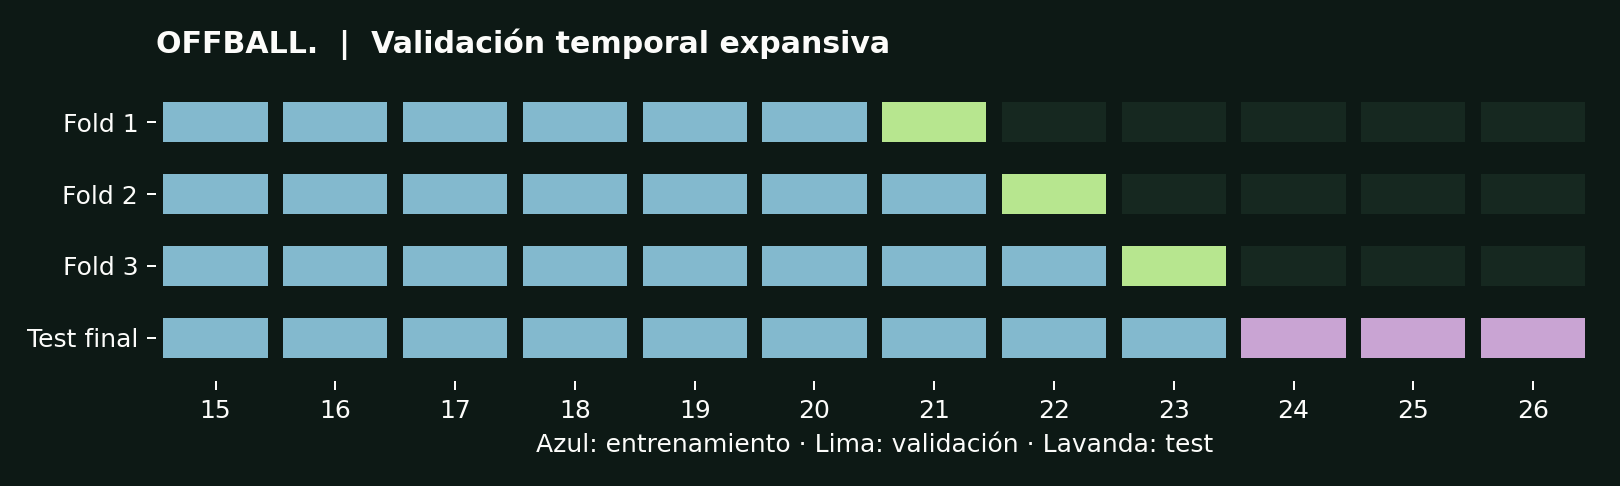 OFFBALL. | Validación temporal expansiva
Fold 1
Fold 2
Fold 3
Test final
15 16 17 18 19 20 21 22 23 24 25 26
Azul: entrenamiento · Lima: validación · Lavanda: test